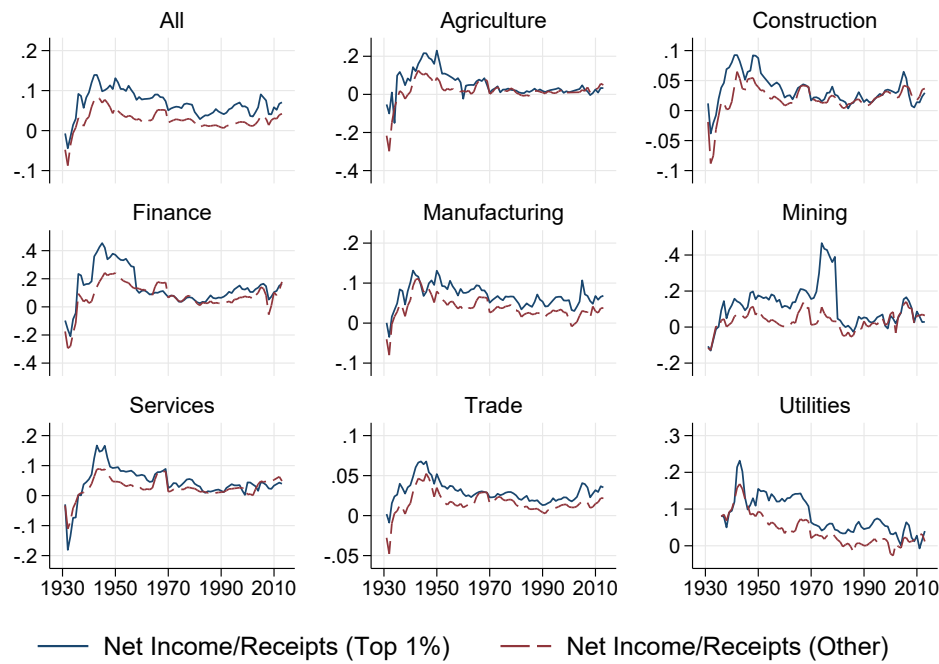 All
Agriculture
Construction
.2
.1
0
-.1
.2
0
-.2
-.4
.1
.05
0
-.05
-.1
Finance
Manufacturing
Mining
.4
.2
0
-.2
-.4
.2
.1
0
-.1
.4
.2
0
-.2
Services
Trade
Utilities
.2
.1
0
-.1
-.2
.1
.05
0
-.05
.3
.2
.1
0
1930 1950 1970 1990 2010
1930 1950 1970 1990 2010
1930 1950 1970 1990 2010
Net Income/Receipts (Top 1%)
Net Income/Receipts (Other)